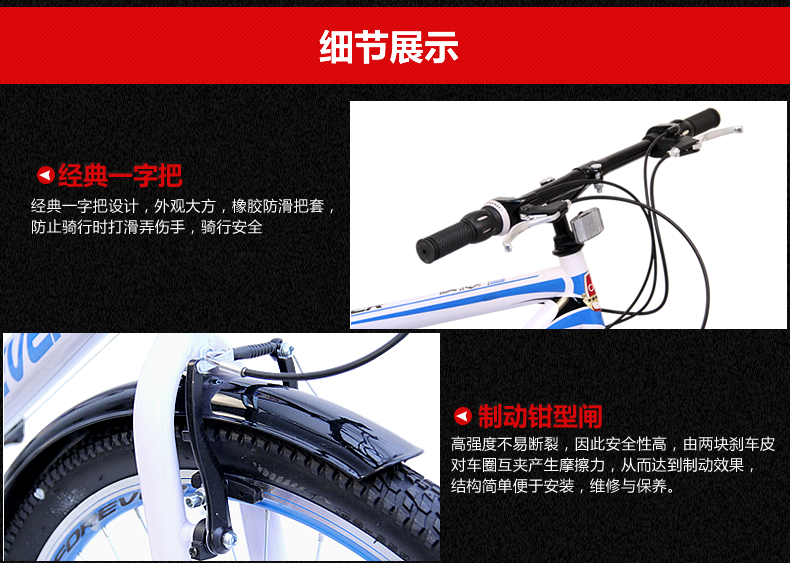 细节展示
经典一字把
经典一字把设计，外观大方，橡胶防滑把套，
防止骑行时打滑弄伤手，骑行安全
制动钳型闸
高强度不易断裂，因此安全性高，由两块刹车皮
对车圈互夹产生摩擦力，从而达到制动效果，
结构简单便于安装，维修与保养。
FOREVER